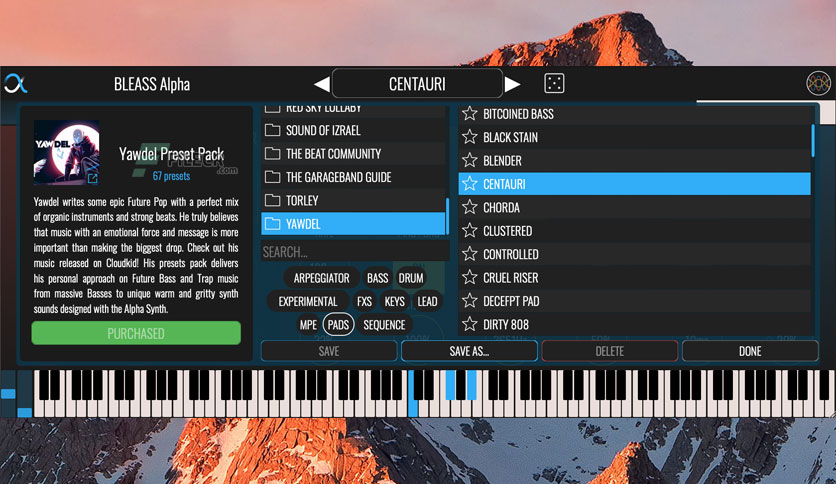 BLEASS Alpha
CENTAURI
YAWDEL
Yawdel Preset Pack
FILECR
.com
67 presets
Yawdel writes some epic Future Pop with a perfect mix
of organic instruments and strong beats. He truly believes
that music with an emotional force and message is more
important than making the biggest drop. Check out his
music released on Cloudkid! His presets pack delivers
his personal approach on Future Bass and Trap music
from massive Basses to unique warm and gritty synth
sounds designed with the Alpha Synth.
PURCHASED
RED SKY LULLABY
SOUND OF IZRAEL
THE BEAT COMMUNITY
THE GARAGEBAND GUIDE
TORLEY
YAWDEL
SEARCH...
ARPEGGIATOR BASS DRUM
EXPERIMENTAL FXS KEYS LEAD
MPE PADS SEQUENCE
BITCOINED BASS
BLACK STAIN
BLENDER
CENTAURI
CHORDA
CLUSTERED
CONTROLLED
CRUEL RISER
DECEFPT PAD
DIRTY 808
SAVE
SAVE AS...
DELETE
DONE